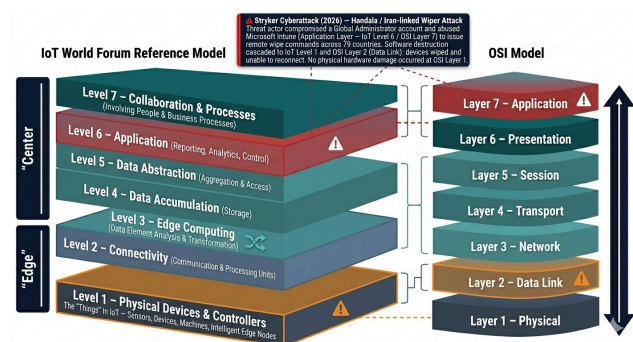 Stryker Cyberattack (2026) — Handala / Iran-linked Wiper Attack
Threat actor compromised a Global Administrator account and abused
Microsoft Intune (Application Layer — IoT Level 6 / OSI Layer 7) to issue
remote wipe commands across 79 countries. Software destruction
cascaded to IoT Level 1 and OSI Layer 2 (Data Link): devices wiped and
unable to reconnect. No physical hardware damage occurred at OSI Layer 1.
IoT World Forum Reference Model
OSI Model
"Center
Level 7 – Collaboration & Processes
(Involving People & Business Processes)
Level 6 – Application (Reporting, Analytics, Control)
Level 5 – Data Abstraction (Aggregation & Access)
Level 4 – Data Accumulation (Storage)
Level 3 – Edge Computing
(Data Element Analysis & Transformation)
"Edge"
Level 2 – Connectivity (Communication & Processing Units)
Level 1 – Physical Devices & Controllers
The "Things" In IoT — Sensors, Devices, Machines, Intelligent Edge Nodes
Layer 7 – Application
Layer 6 – Presentation
Layer 5 – Session
Layer 4 – Transport
Layer 3 – Network
Layer 2 – Data Link
Layer 1 – Physical